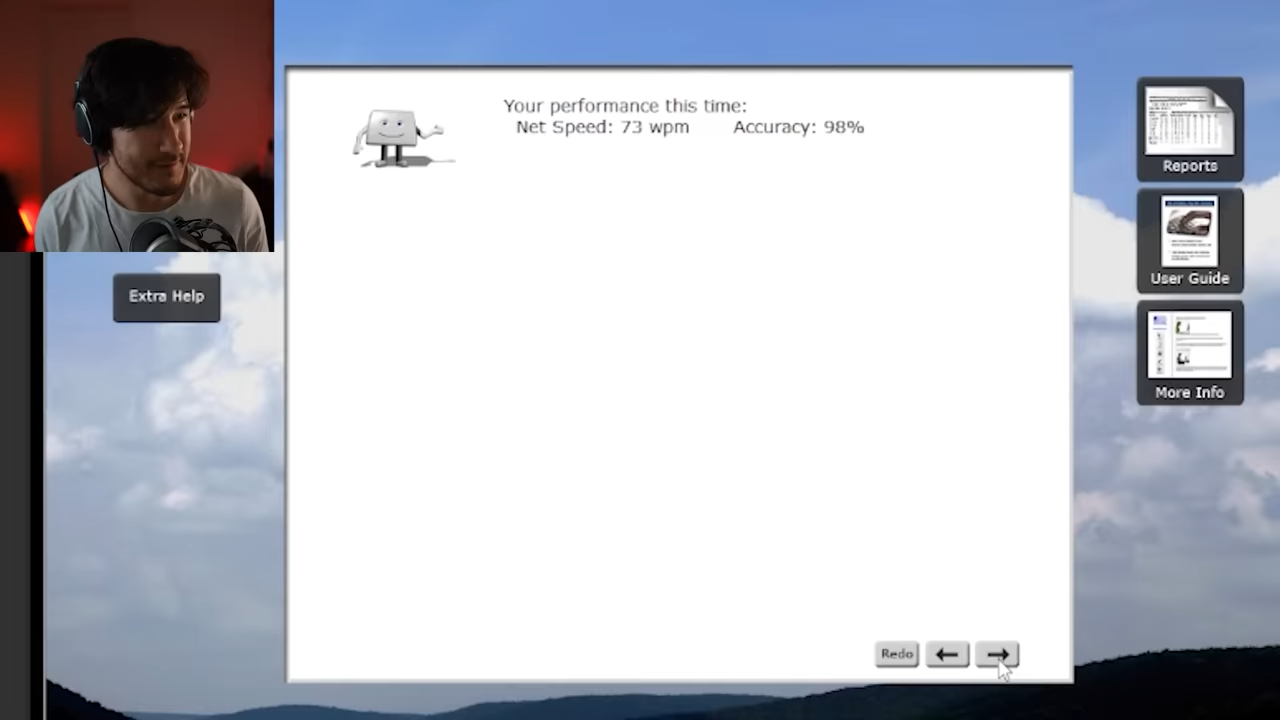 Your performance this time:
Net Speed: 73 wpm Accuracy: 98%
Reports
User Guide
More Info
Extra Help
Redo